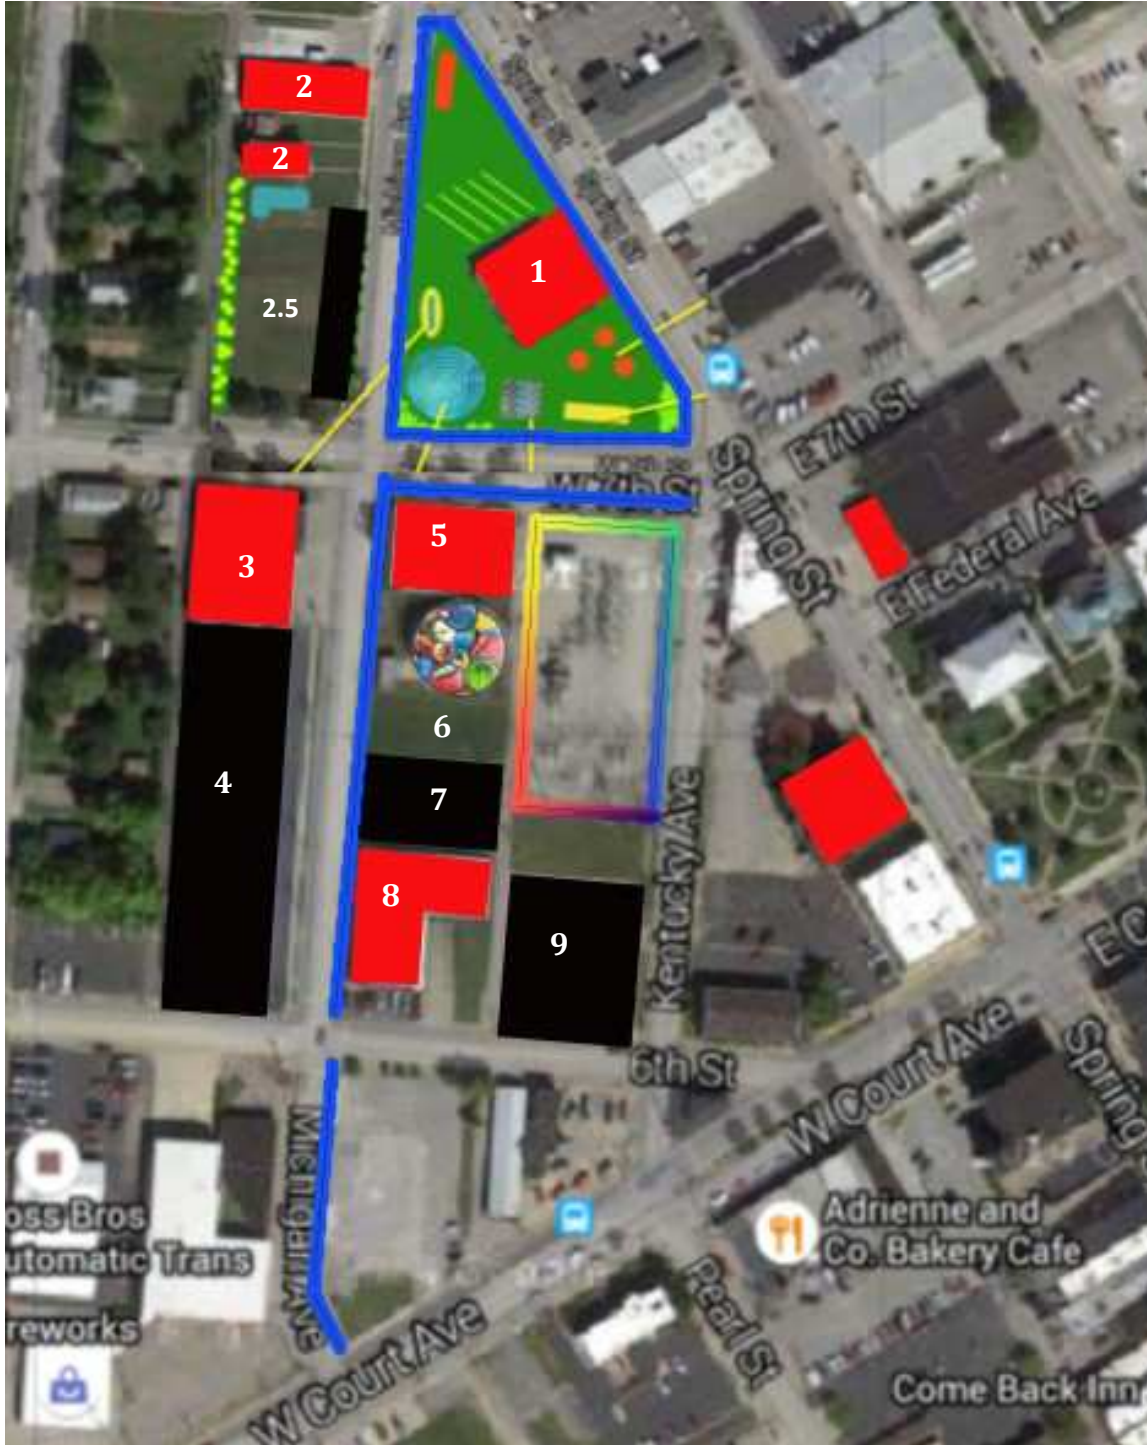 2
2
1
2.5
E 7th St
W 7th St
Spring St
E Federal Ave
3
5
6
4
7
8
9
Kentucky Ave
E C
6th St
W Court Ave
Spring S
Michigan Ave
oss Bros
utomatic Trans
reworks
Adrienne and
Co. Bakery Cafe
Pearl St
W Court Ave
Come Back Inn